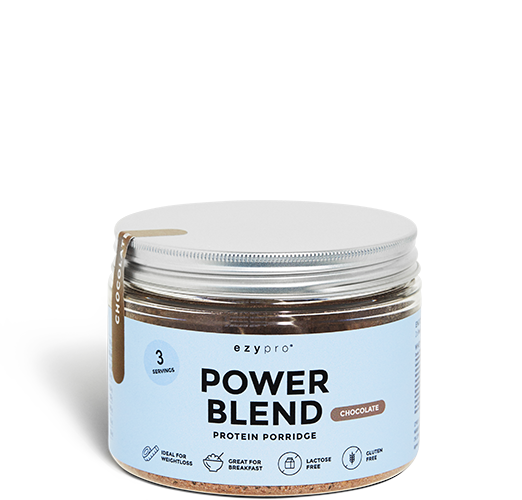 CHOCOLATE
ezypro®
3
SERVINGS
POWER
BLEND
CHOCOLATE
PROTEIN PORRIDGE
IDEAL FOR
WEIGHTLOSS
GREAT FOR
BREAKFAST
LACTOSE
FREE
GLUTEN
FREE